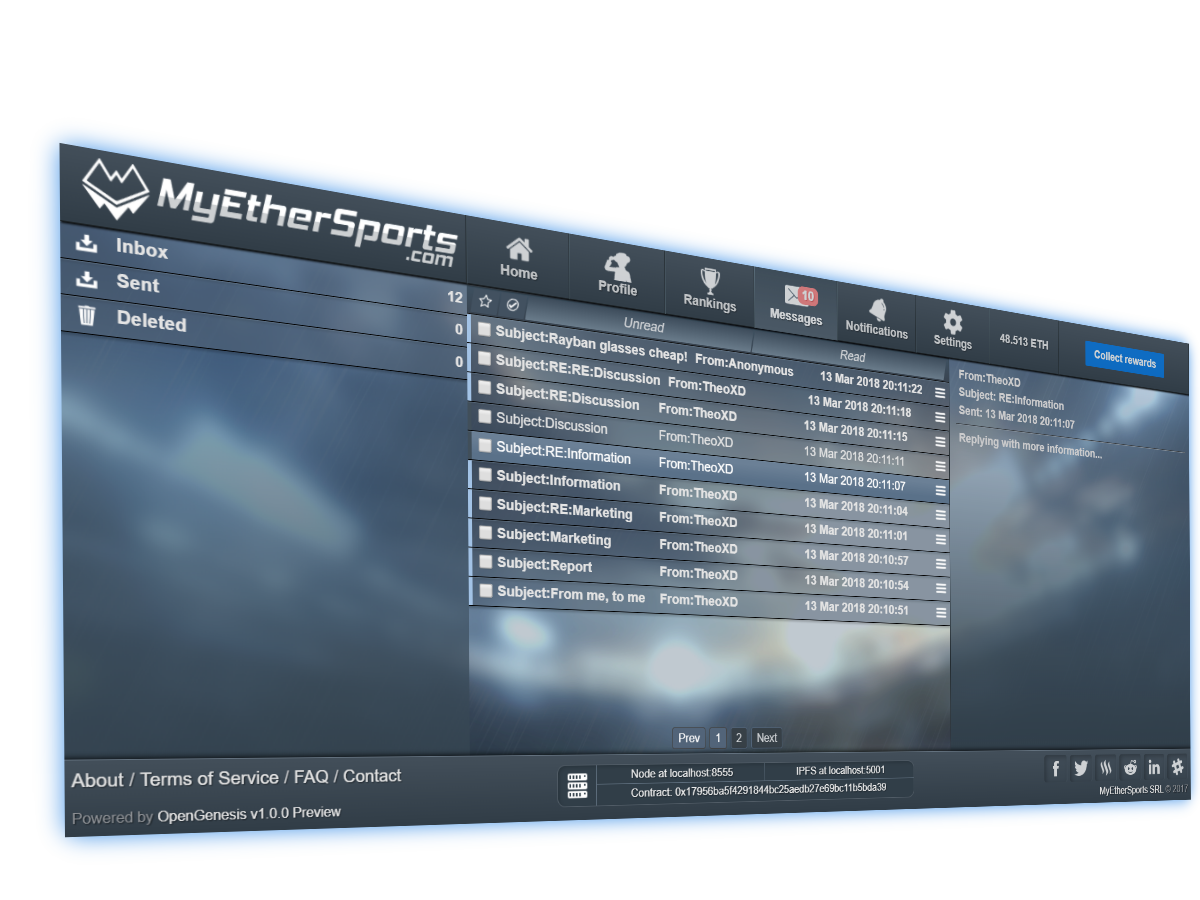 MyEtherSports
.com
Home
Profile
Rankings
Messages
10
Notifications
Settings
48.513 ETH
Collect rewards
Inbox
12
Sent
0
Deleted
0
Unread
Read
Subject:Rayban glasses cheap! From:Anonymous 13 Mar 2018 20:11:22
Subject:RE:RE:Discussion From:TheoXD 13 Mar 2018 20:11:18
Subject:RE:Discussion From:TheoXD 13 Mar 2018 20:11:15
Subject:Discussion From:TheoXD 13 Mar 2018 20:11:11
Subject:RE:Information From:TheoXD 13 Mar 2018 20:11:07
Subject:Information From:TheoXD 13 Mar 2018 20:11:04
Subject:RE:Marketing From:TheoXD 13 Mar 2018 20:11:01
Subject:Marketing From:TheoXD 13 Mar 2018 20:10:57
Subject:Report From:TheoXD 13 Mar 2018 20:10:54
Subject:From me, to me From:TheoXD 13 Mar 2018 20:10:51
Prev 1 2 Next
From:TheoXD
Subject: RE:Information
Sent: 13 Mar 2018 20:11:07
Replying with more information...
About / Terms of Service / FAQ / Contact
Powered by OpenGenesis v1.0.0 Preview
Node at localhost:8555
IPFS at localhost:5001
Contract: 0x17956ba5f4291844bc25aedb27e69bc11b5bda39
MyEtherSports SRL © 2017